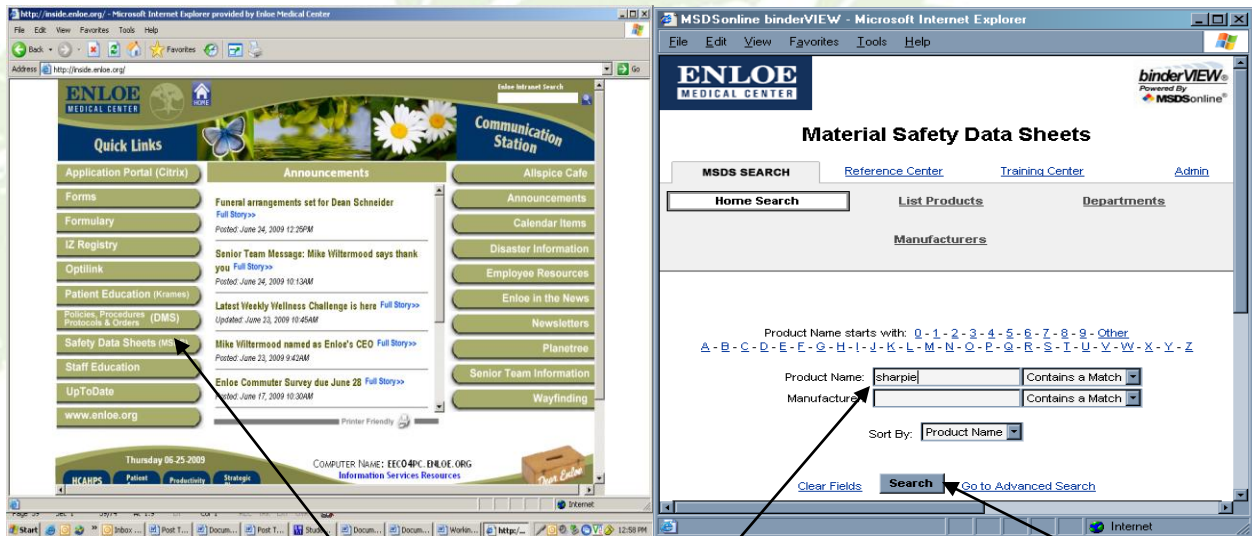 http://inside.enloe.org/ - Microsoft Internet Explorer provided by Enloe Medical Center
File Edit View Favorites Tools Help
Back Favorites
Address http://inside.enloe.org/ Go
ENLOE
MEDICAL CENTER
HOME
Enloe Intranet Search
Quick Links
Communication
Station
Application Portal (Citrix)
Forms
Formulary
IZ Registry
Optilink
Patient Education (Krames)
Policies, Procedures
Protocols & Orders (DMS)
Safety Data Sheets
Staff Education
UpToDate
www.enloe.org
Announcements
Funeral arrangements set for Dean Schneider
Full Story>>
Posted: June 24, 2009 12:25PM
Senior Team Message: Mike Wiltermood says thank
you Full Story>>
Posted: June 24, 2009 10:13AM
Latest Weekly Wellness Challenge is here Full Story>>
Updated: June 23, 2009 10:45AM
Mike Wiltermood named as Enloe's CEO Full Story>>
Posted: June 23, 2009 9:42AM
Enloe Commuter Survey due June 28 Full Story>>
Posted: June 17, 2009 10:30AM
Printer Friendly
Allspice Cafe
Announcements
Calendar Items
Disaster Information
Employee Resources
Enloe in the News
Newsletters
Planetree
Senior Team Information
Wayfinding
Thursday 06-25-2009
HCAHPS Patient Productivity Strategic
COMPUTER NAME: EEC04PC.ENLOE.ORG
Information Services Resources
Dear Enloe
Internet
Start Inbox ... Post T... Docum... Post T... Stude... Docum... Docum... Workin... http:/... 12:58 PM
MSDSonline binderVIEW - Microsoft Internet Explorer
File Edit View Favorites Tools Help
ENLOE
MEDICAL CENTER
binderVIEW®
Powered By
MSDSonline®
Material Safety Data Sheets
MSDS SEARCH Reference Center Training Center Admin
Home Search List Products Departments
Manufacturers
Product Name starts with: 0 - 1 - 2 - 3 - 4 - 5 - 6 - 7 - 8 - 9 - Other
A - B - C - D - E - F - G - H - I - J - K - L - M - N - O - P - Q - R - S - T - U - V - W - X - Y - Z
Product Name: sharpie Contains a Match
Manufacture Contains a Match
Sort By: Product Name
Clear Fields Search Go to Advanced Search
Internet